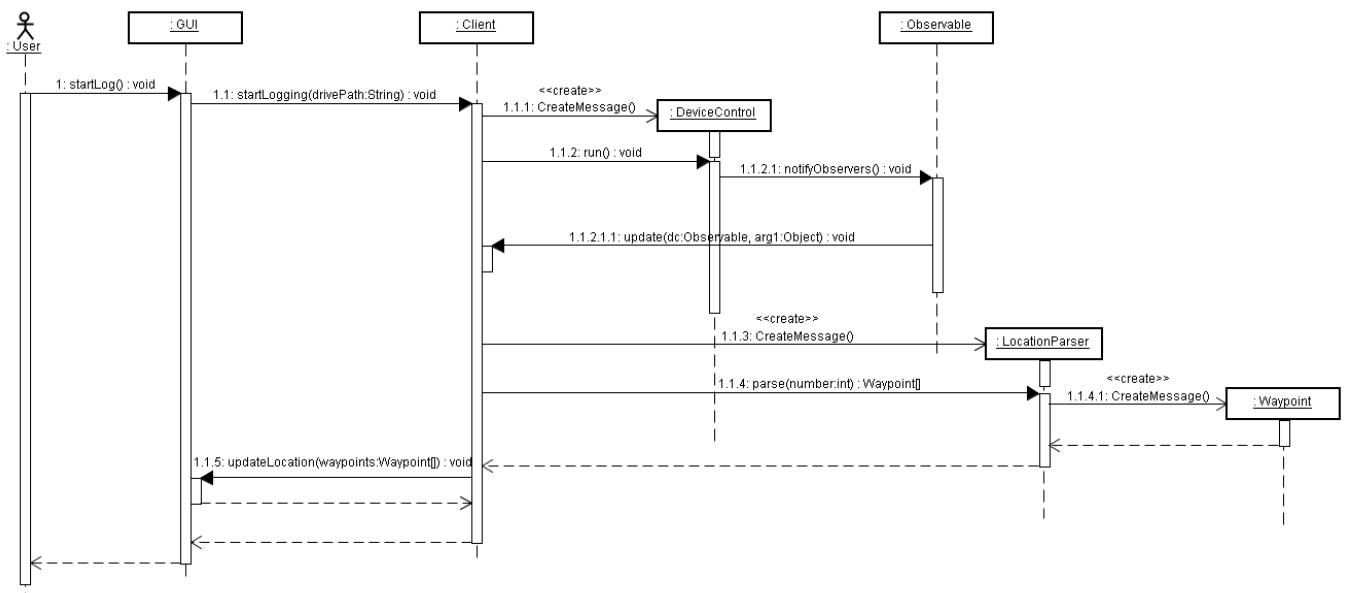 : User
: GUI
: Client
: Observable
1: startLog() : void
1.1: startLogging(drivePath:String) : void
<<create>>
1.1.1: CreateMessage()
: DeviceControl
1.1.2: run() : void
1.1.2.1: notifyObservers() : void
1.1.2.1.1: update(dc:Observable, arg1:Object) : void
<<create>>
1.1.3: CreateMessage()
: LocationParser
1.1.4: parse(number:int) : Waypoint[]
<<create>>
1.1.4.1: CreateMessage()
: Waypoint
1.1.5: updateLocation(waypoints:Waypoint[]) : void